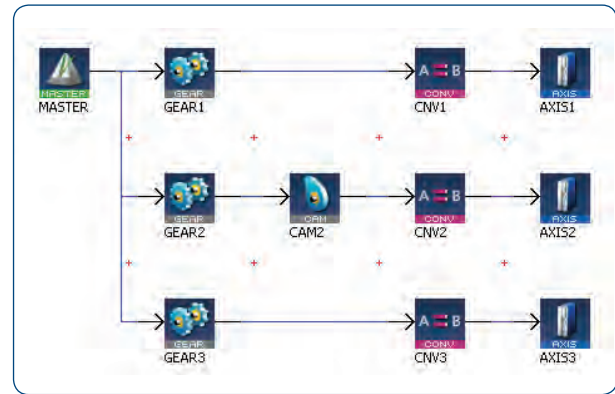 MASTER
GEAR
GEAR
GEAR
CAM
A = B
CONV
A = B
CONV
A = B
CONV
AXIS
AXIS
AXIS
MASTER
GEAR1
CNV1
AXIS1
GEAR2
CAM2
CNV2
AXIS2
GEAR3
CNV3
AXIS3